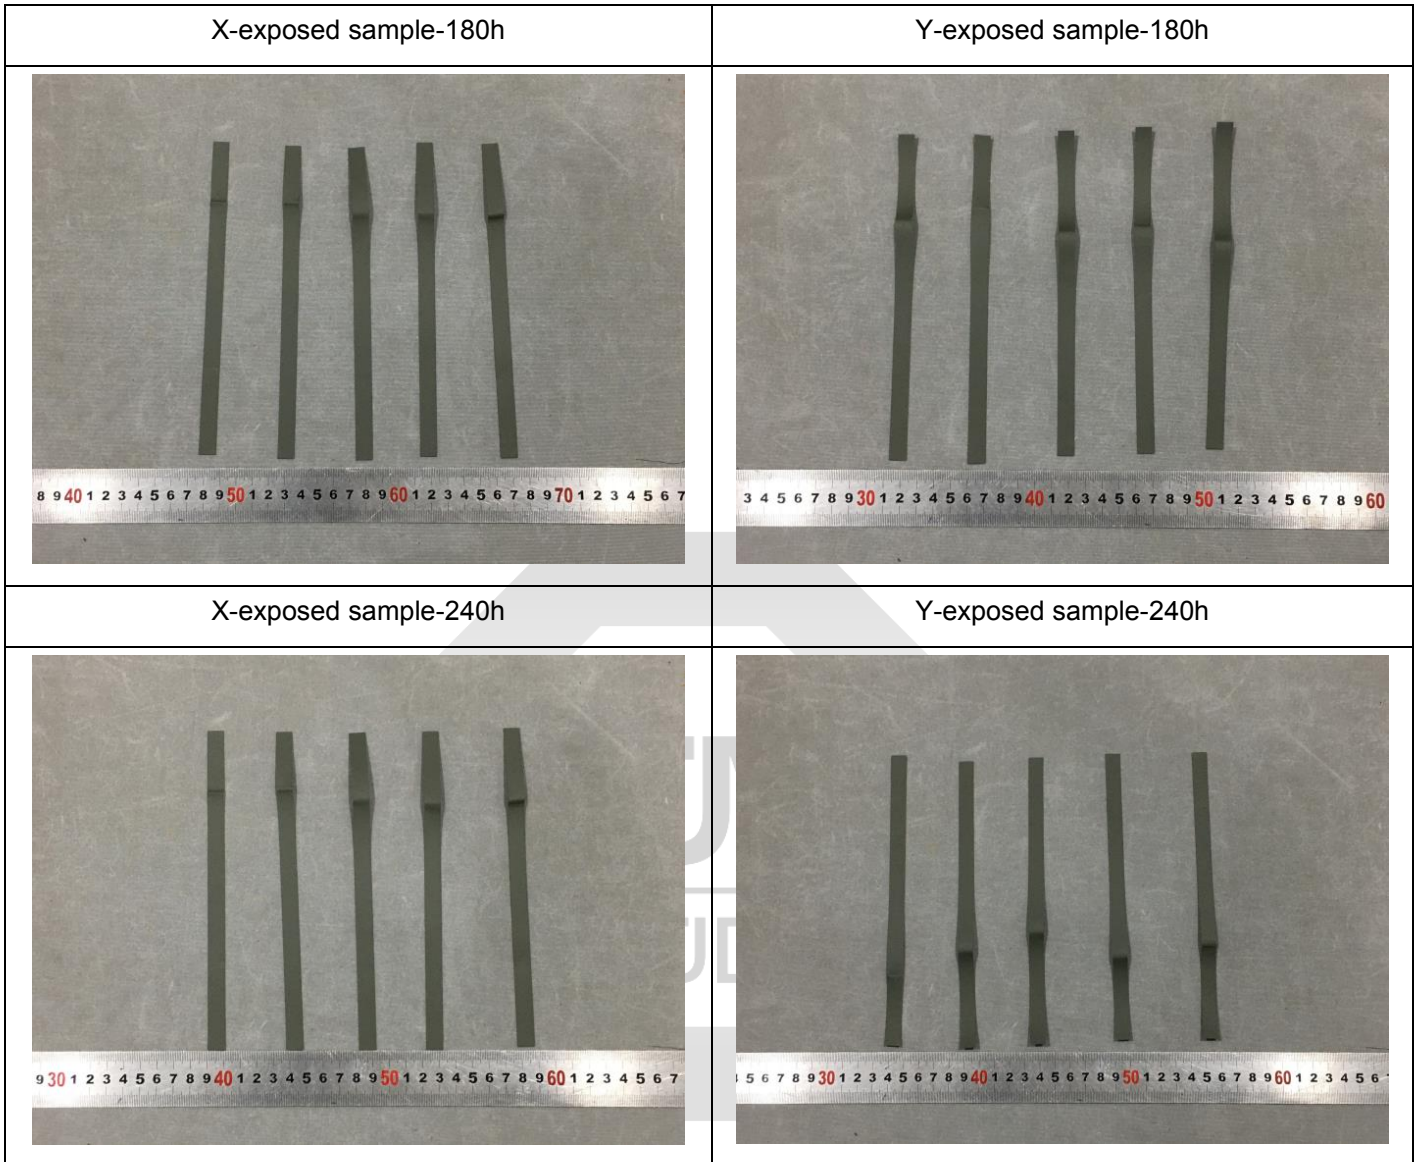 X-exposed sample-180h
Y-exposed sample-180h
8 9 40 1 2 3 4 5 6 7 8 9 50 1 2 3 4 5 6 7 8 9 60 1 2 3 4 5 6 7 8 9 70 1 2 3 4 5 6 7
3 4 5 6 7 8 9 30 1 2 3 4 5 6 7 8 9 40 1 2 3 4 5 6 7 8 9 50 1 2 3 4 5 6 7 8 9 60
X-exposed sample-240h
Y-exposed sample-240h
9 30 1 2 3 4 5 6 7 8 9 40 1 2 3 4 5 6 7 8 9 50 1 2 3 4 5 6 7 8 9 60 1 2 3 4 5 6 7
5 6 7 8 9 30 1 2 3 4 5 6 7 8 9 40 1 2 3 4 5 6 7 8 9 50 1 2 3 4 5 6 7 8 9 60 1 2 3 4 5 6